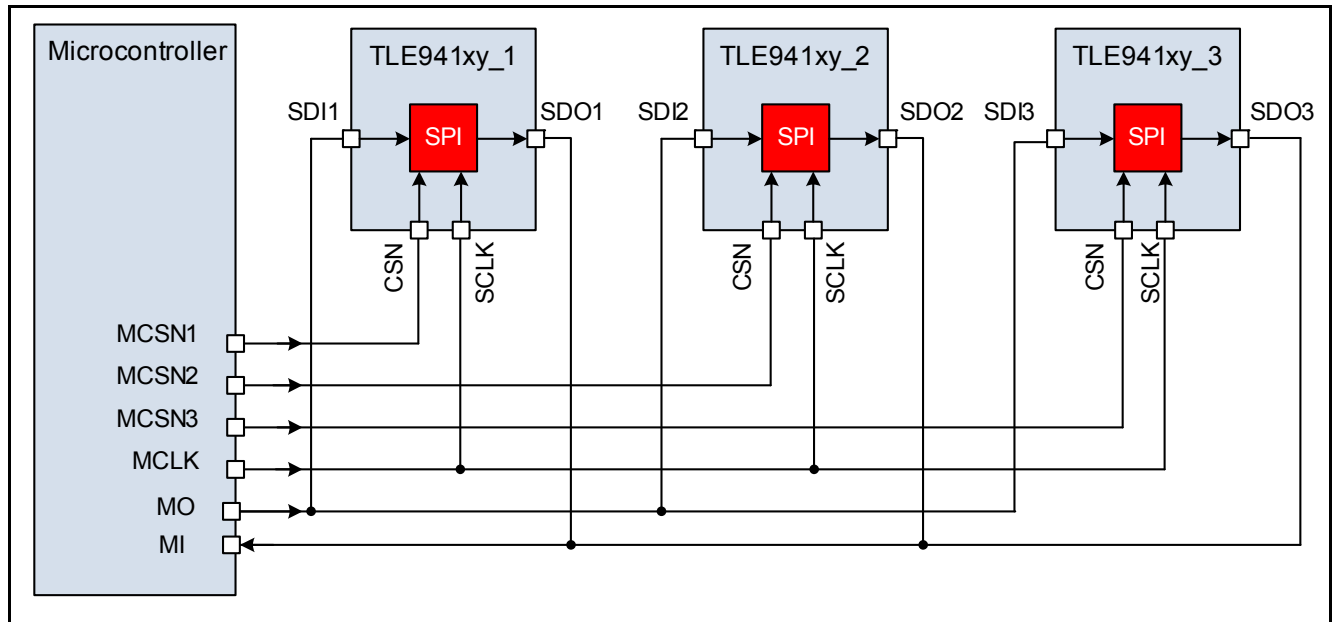 Microcontroller
TLE941xy_1
TLE941xy_2
TLE941xy_3
SDI1
SPI
SDO1
SDI2
SPI
SDO2
SDI3
SPI
SDO3
CSN
SCLK
CSN
SCLK
CSN
SCLK
MCSN1
MCSN2
MCSN3
MCLK
MO
MI